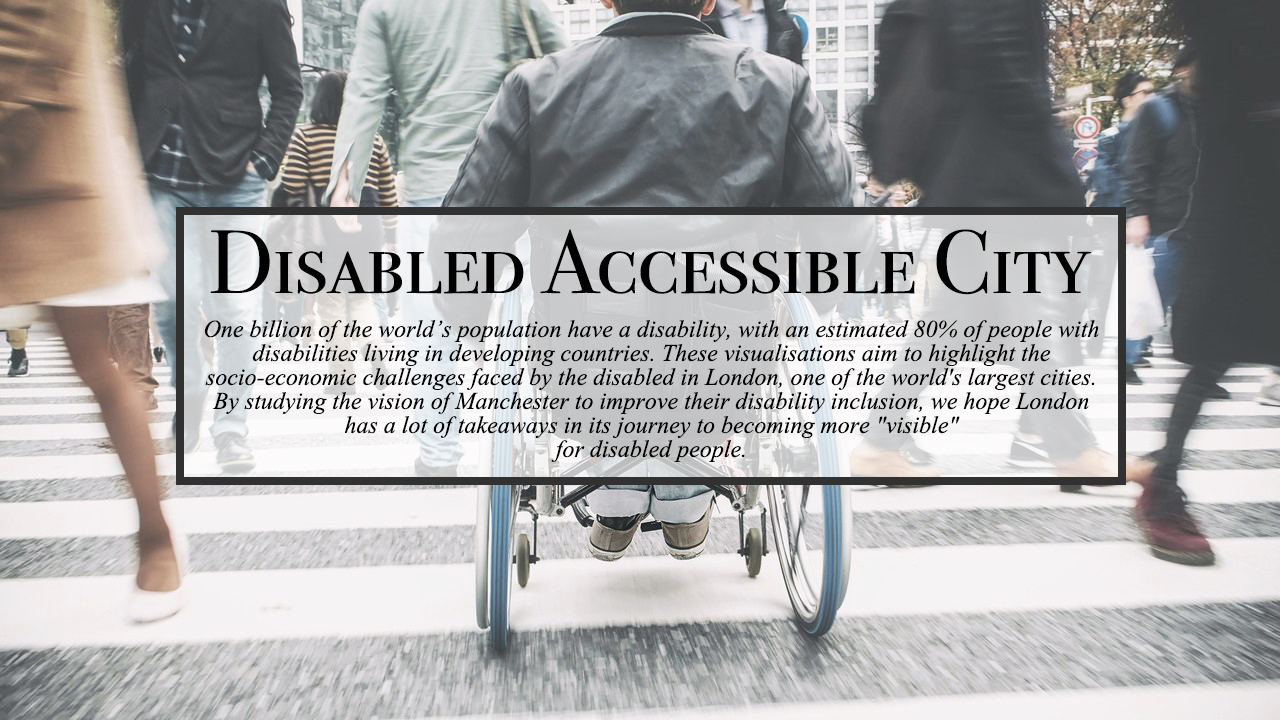 Disabled Accessible City
One billion of the world's population have a disability, with an estimated 80% of people with
disabilities living in developing countries. These visualisations aim to highlight the
socio-economic challenges faced by the disabled in London, one of the world's largest cities.
By studying the vision of Manchester to improve their disability inclusion, we hope London
has a lot of takeaways in its journey to becoming more "visible"
for disabled people.